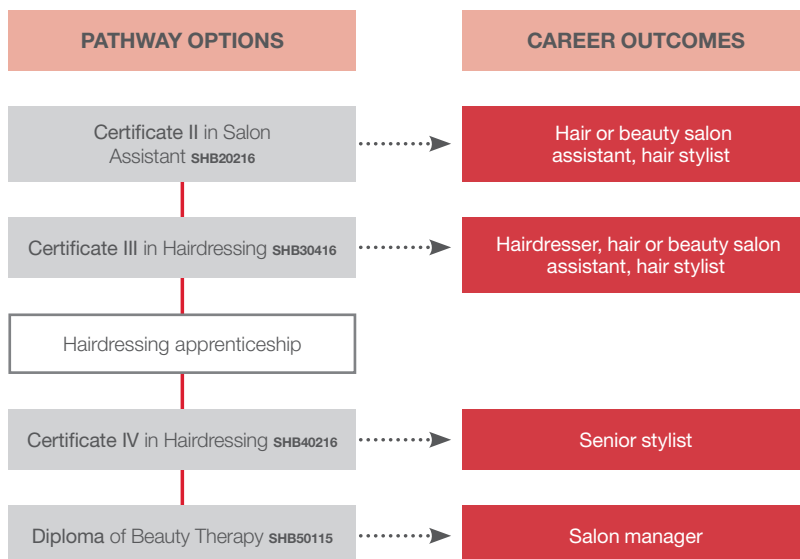 PATHWAY OPTIONS
CAREER OUTCOMES
Certificate II in Salon
Assistant SHB20216
Hair or beauty salon
assistant, hair stylist
Certificate III in Hairdressing SHB30416
Hairdresser, hair or beauty salon
assistant, hair stylist
Hairdressing apprenticeship
Certificate IV in Hairdressing SHB40216
Senior stylist
Diploma of Beauty Therapy SHB50115
Salon manager